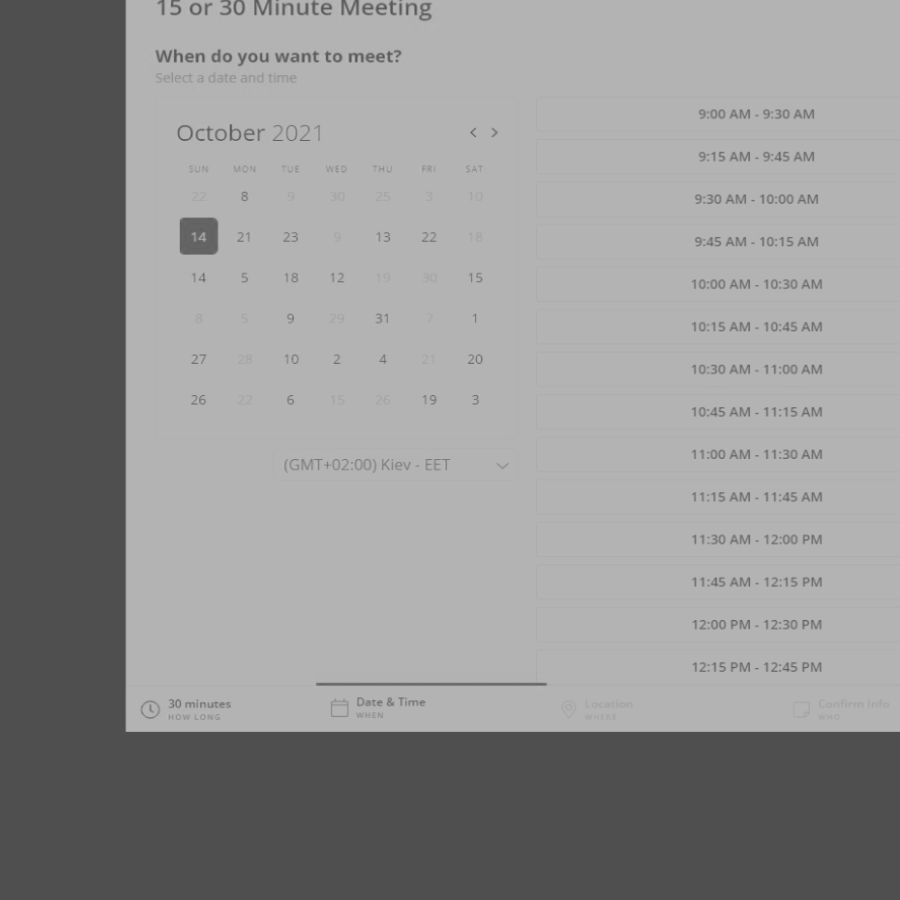 15 or 30 Minute Meeting
When do you want to meet?
Select a date and time
October 2021
SUN MON TUE WED THU FRI SAT
22 8 9 30 25 3 10
14 21 23 9 13 22 18
14 5 18 12 19 30 15
8 5 9 29 31 7 1
27 28 10 2 4 21 20
26 22 6 15 26 19 3
(GMT+02:00) Kiev - EET
9:00 AM - 9:30 AM
9:15 AM - 9:45 AM
9:30 AM - 10:00 AM
9:45 AM - 10:15 AM
10:00 AM - 10:30 AM
10:15 AM - 10:45 AM
10:30 AM - 11:00 AM
10:45 AM - 11:15 AM
11:00 AM - 11:30 AM
11:15 AM - 11:45 AM
11:30 AM - 12:00 PM
11:45 AM - 12:15 PM
12:00 PM - 12:30 PM
12:15 PM - 12:45 PM
30 minutes
HOW LONG
Date & Time
WHEN
Location
WHERE
Confirm Info
WHO